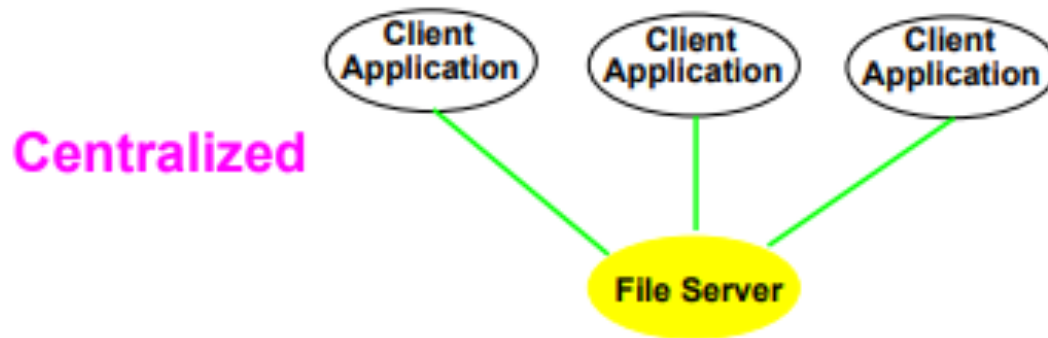 Client
Application
Client
Application
Client
Application
Centralized
File Server